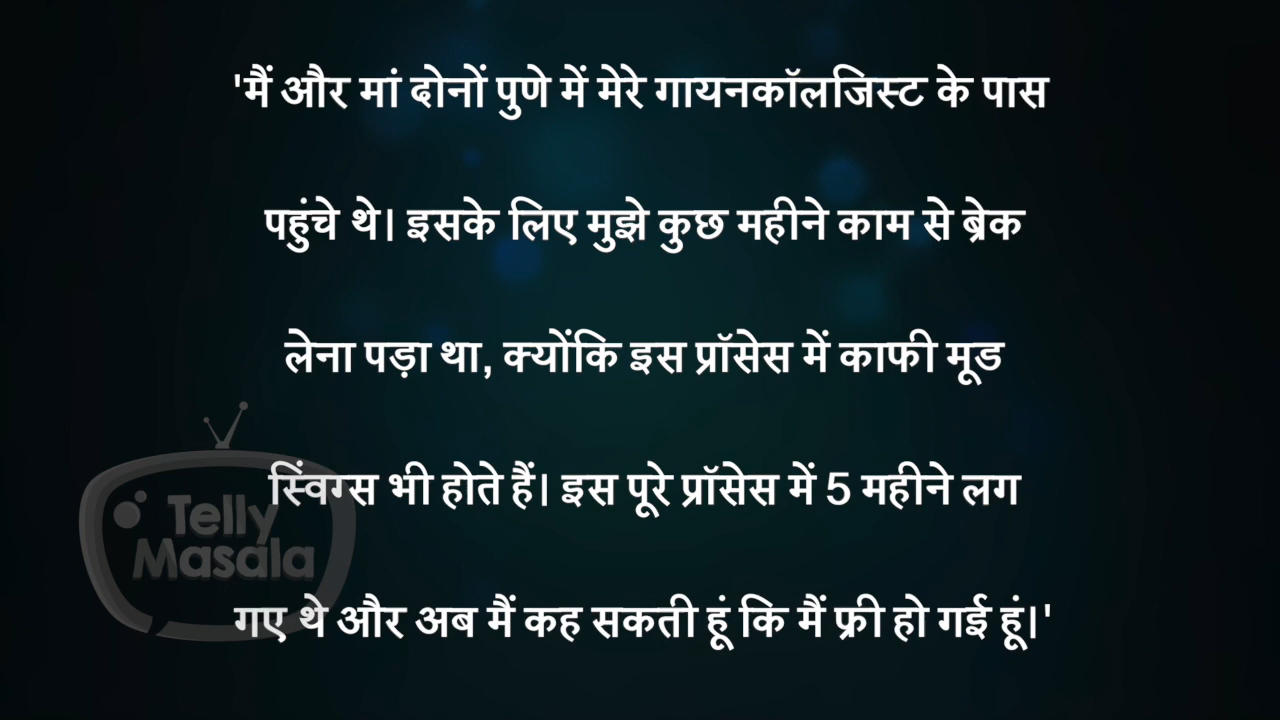 'मैं और मां दोनों पुणे में मेरे गायनकॉलजिस्ट के पास
पहुंचे थे। इसके लिए मुझे कुछ महीने काम से ब्रेक
लेना पड़ा था, क्योंकि इस प्रॉसेस में काफी मूड
स्विंग्स भी होते हैं। इस पूरे प्रॉसेस में 5 महीने लग
Telly
Masala
गए थे और अब मैं कह सकती हूं कि मैं फ्री हो गई हूं।'